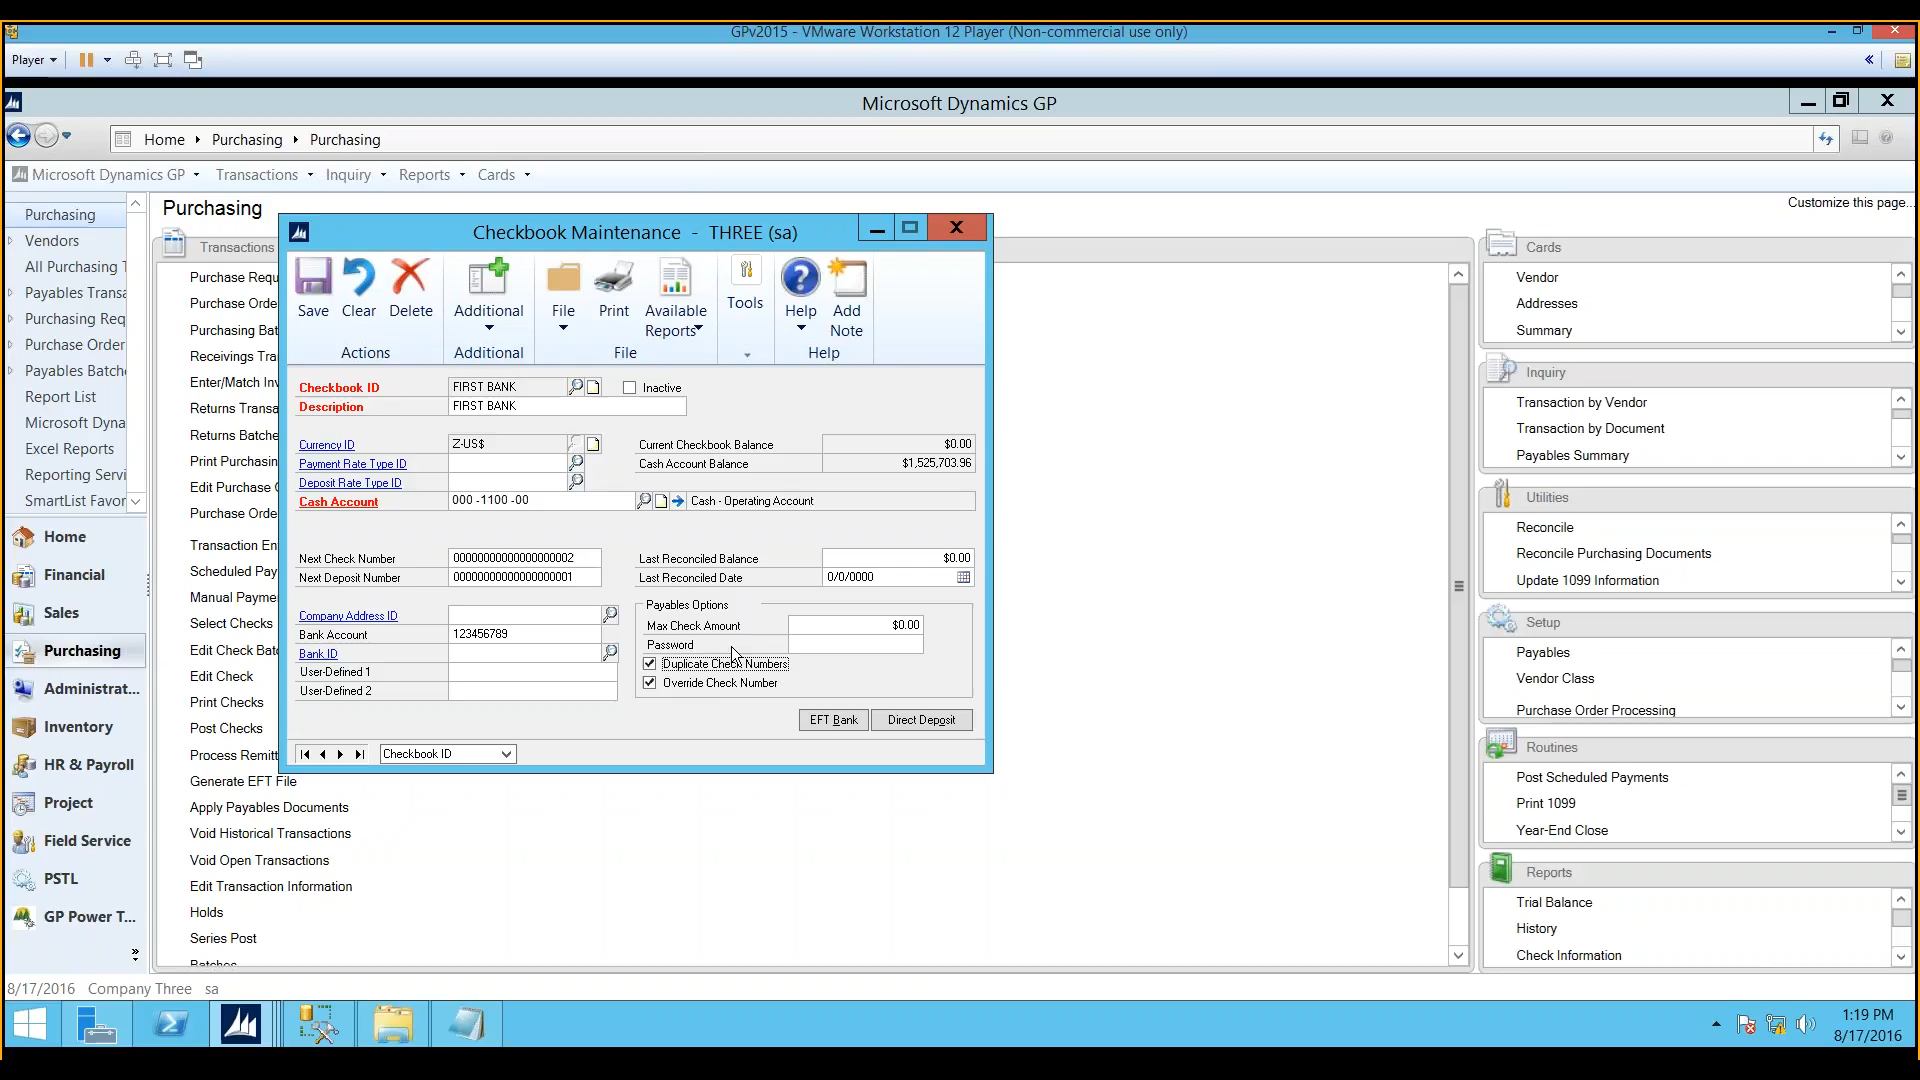 GPv2015 - VMware Workstation 12 Player (Non-commercial use only)
Player
Microsoft Dynamics GP
Home
Purchasing
Purchasing
Microsoft Dynamics GP
Transactions
Inquiry
Reports
Cards
Customize this page...
Purchasing
Vendors
All Purchasing T
Payables Transa
Purchasing Req
Purchase Order
Payables Batche
Report List
Microsoft Dyna
Excel Reports
Reporting Servi
SmartList Favor
Home
Financial
Sales
Purchasing
Administrat...
Inventory
HR & Payroll
Project
Field Service
PSTL
GP Power T...
Purchasing
Transactions
Purchase Requ
Purchase Orde
Purchasing Bat
Receivings Tra
Enter/Match Inv
Returns Transa
Returns Batche
Print Purchasin
Edit Purchase O
Purchase Orde
Transaction En
Scheduled Pay
Manual Payme
Select Checks
Edit Check Batc
Edit Check
Print Checks
Post Checks
Process Remitt
Generate EFT File
Apply Payables Documents
Void Historical Transactions
Void Open Transactions
Edit Transaction Information
Holds
Series Post
Batches
Checkbook Maintenance - THREE (sa)
Save
Clear
Delete
Actions
Additional
Additional
File
Print
Available
Reports
File
Tools
Help
Add
Note
Help
Checkbook ID
FIRST BANK
Inactive
Description
FIRST BANK
Currency ID
Z-US$
Current Checkbook Balance
$0.00
Payment Rate Type ID
Cash Account Balance
$1,525,703.96
Deposit Rate Type ID
Cash Account
000 -1100 -00
Cash - Operating Account
Next Check Number
00000000000000000002
Last Reconciled Balance
$0.00
Next Deposit Number
00000000000000000001
Last Reconciled Date
0/0/0000
Payables Options
Company Address ID
Max Check Amount
$0.00
Bank Account
123456789
Password
Bank ID
Duplicate Check Numbers
User-Defined 1
Override Check Number
User-Defined 2
EFT Bank
Direct Deposit
Checkbook ID
Cards
Vendor
Addresses
Summary
Inquiry
Transaction by Vendor
Transaction by Document
Payables Summary
Utilities
Reconcile
Reconcile Purchasing Documents
Update 1099 Information
Setup
Payables
Vendor Class
Purchase Order Processing
Routines
Post Scheduled Payments
Print 1099
Year-End Close
Reports
Trial Balance
History
Check Information
8/17/2016
Company Three
sa
1:19 PM
8/17/2016